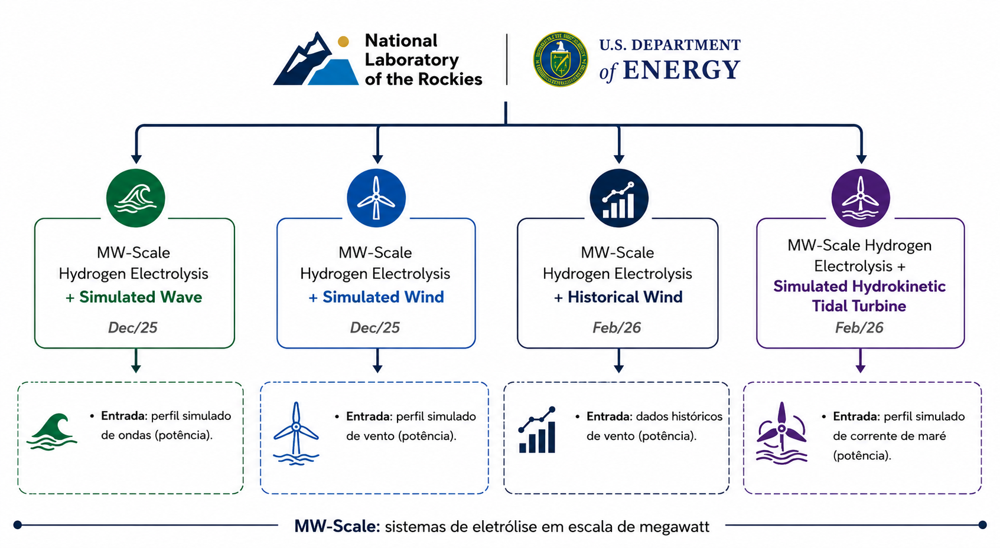 National
Laboratory
of the Rockies
U.S. DEPARTMENT
of ENERGY
MW-Scale
Hydrogen Electrolysis
+ Simulated Wave
Dec/25
MW-Scale
Hydrogen Electrolysis
+ Simulated Wind
Dec/25
MW-Scale
Hydrogen Electrolysis
+ Historical Wind
Feb/26
MW-Scale Hydrogen
Electrolysis +
Simulated Hydrokinetic
Tidal Turbine
Feb/26
• Entrada: perfil simulado
de ondas (potência).
• Entrada: perfil simulado
de vento (potência).
• Entrada: dados históricos
de vento (potência).
• Entrada: perfil simulado
de corrente de maré
(potência).
MW-Scale: sistemas de eletrólise em escala de megawatt